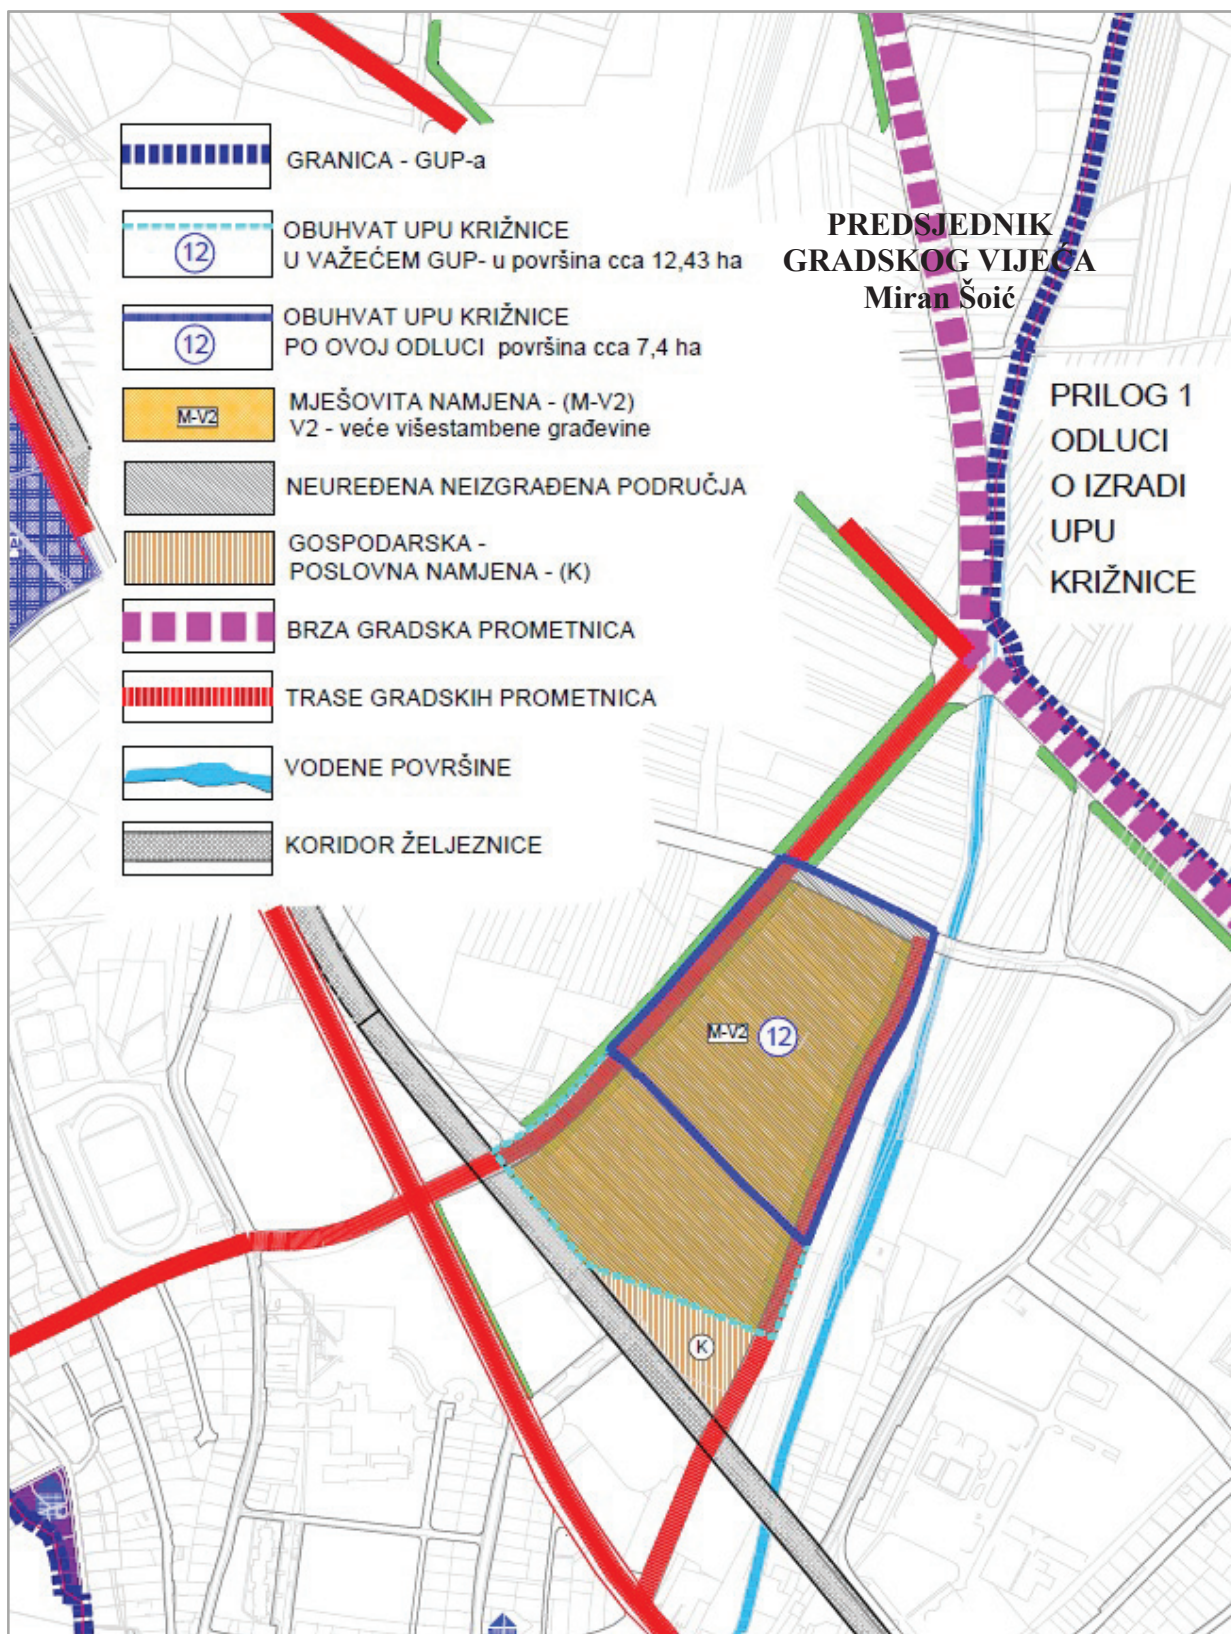 GRANICA - GUP-a
OBUHVAT UPU KRIŽNICE
12
U VAŽEĆEM GUP- u površina cca 12,43 ha
OBUHVAT UPU KRIŽNICE
12
PO OVOJ ODLUCI površina cca 7,4 ha
MJEŠOVITA NAMJENA - (M-V2)
M-V2
V2 - veće višestambene građevine
NEUREĐENA NEIZGRAĐENA PODRUČJA
GOSPODARSKA -
POSLOVNA NAMJENA - (K)
BRZA GRADSKA PROMETNICA
TRASE GRADSKIH PROMETNICA
VODENE POVRŠINE
KORIDOR ŽELJEZNICE
PREDSJEDNIK
GRADSKOG VIJEĆA
Miran Šoić
PRILOG 1
ODLUCI
O IZRADI
UPU
KRIŽNICE
M-V2 12
K